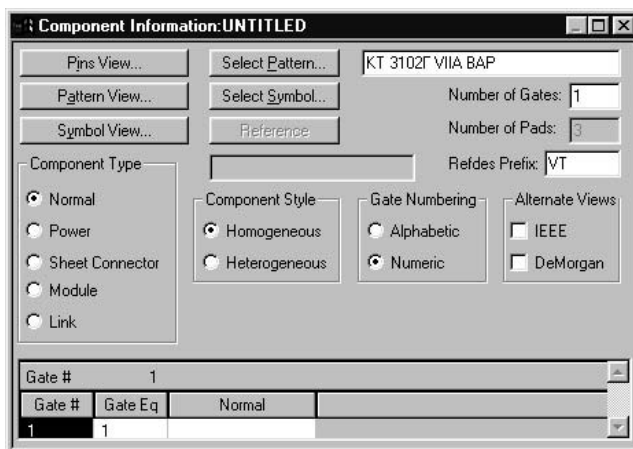 Component Information:UNTITLED
Pins View... Select Pattern... КТ 3102Г VIIA ВАР
Pattern View... Select Symbol... Number of Gates: 1
Symbol View... Reference Number of Pads: 3
Component Type Refdes Prefix: VT
Normal Component Style Gate Numbering Alternate Views
Power Homogeneous Alphabetic IEEE
Sheet Connector Heterogeneous Numeric DeMorgan
Module
Link
Gate # 1
Gate # Gate Eq Normal
1 1